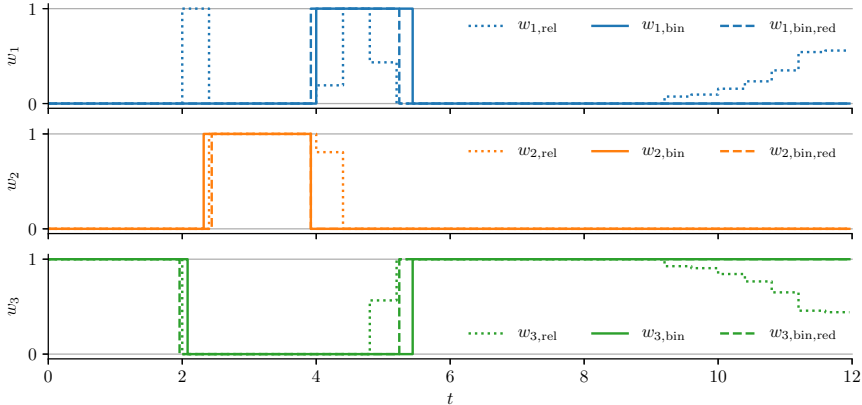 1
w₁,rel w₁,bin w₁,bin,red
w₁
0
1
w₂,rel w₂,bin w₂,bin,red
w₂
0
1
w₃
w₃,rel w₃,bin w₃,bin,red
0
0 2 4 6 8 10 12
t